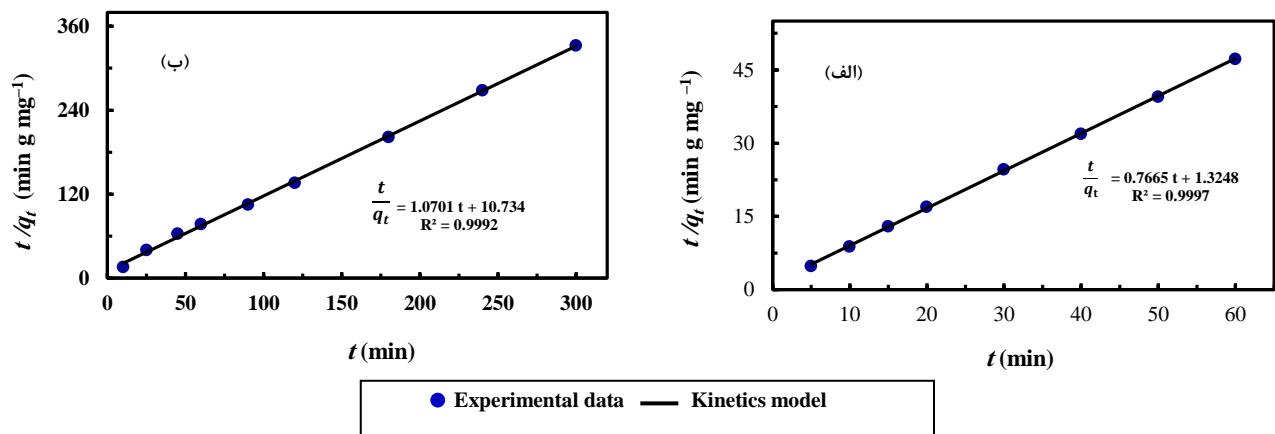 360
240
120
0
t/qt (min g mg−1)
(ب)
t/qt = 1.0701 t + 10.734
R² = 0.9992
0 50 100 150 200 250 300
t (min)
45
30
15
0
t/qt (min g mg−1)
(الف)
t/qt = 0.7665 t + 1.3248
R² = 0.9997
0 10 20 30 40 50 60
t (min)
Experimental data Kinetics model